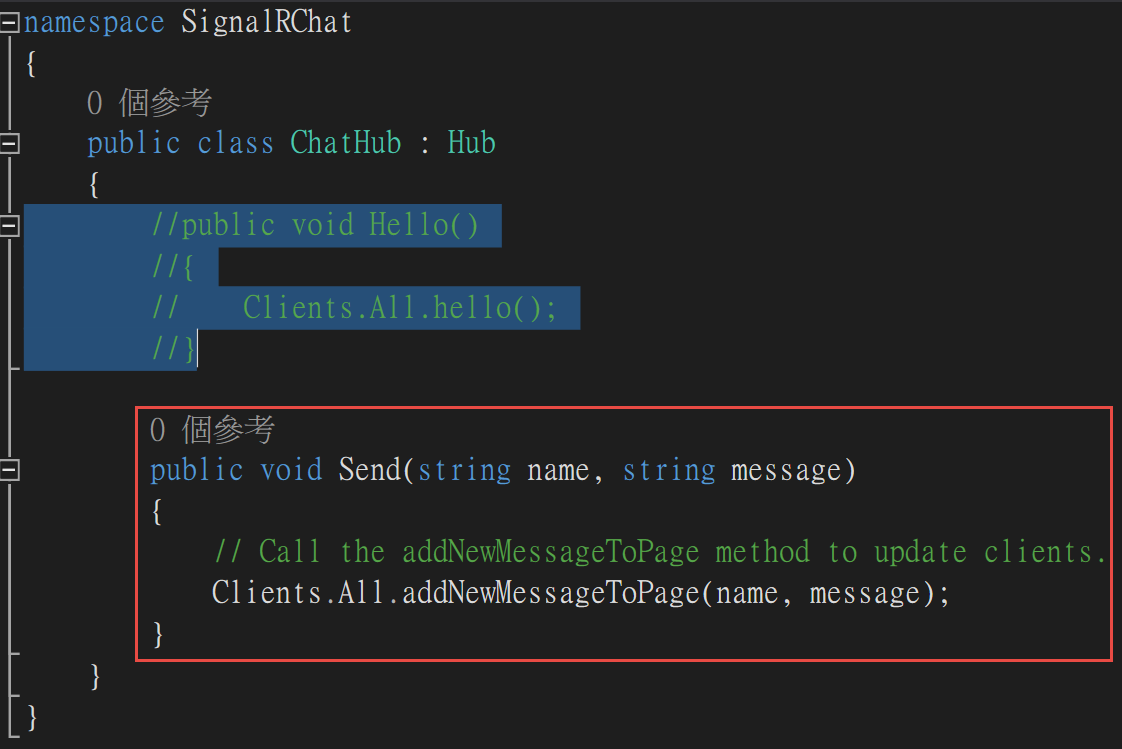 namespace SignalRChat
{
0 個參考
public class ChatHub : Hub
{
//public void Hello()
//{
//    Clients.All.hello();
//}
0 個參考
public void Send(string name, string message)
{
// Call the addNewMessageToPage method to update clients.
Clients.All.addNewMessageToPage(name, message);
}
}
}